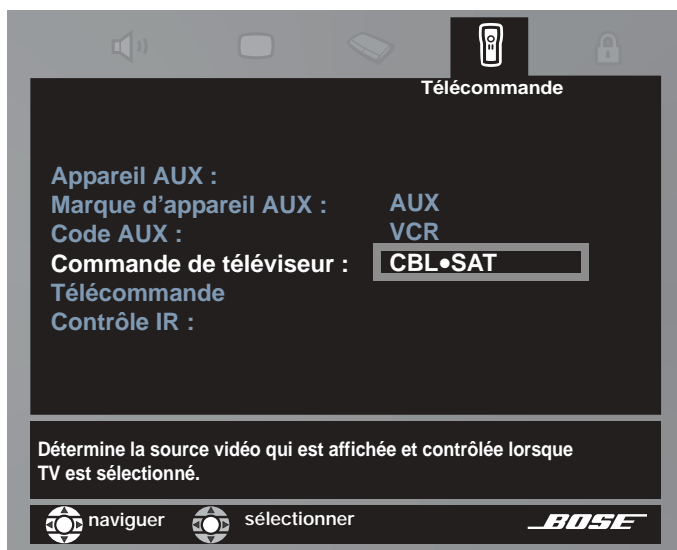 Télécommande
Appareil AUX :
Marque d'appareil AUX : AUX
Code AUX : VCR
Commande de téléviseur : CBL•SAT
Télécommande
Contrôle IR :
Détermine la source vidéo qui est affichée et contrôlée lorsque
TV est sélectionné.
naviguer sélectionner BOSE